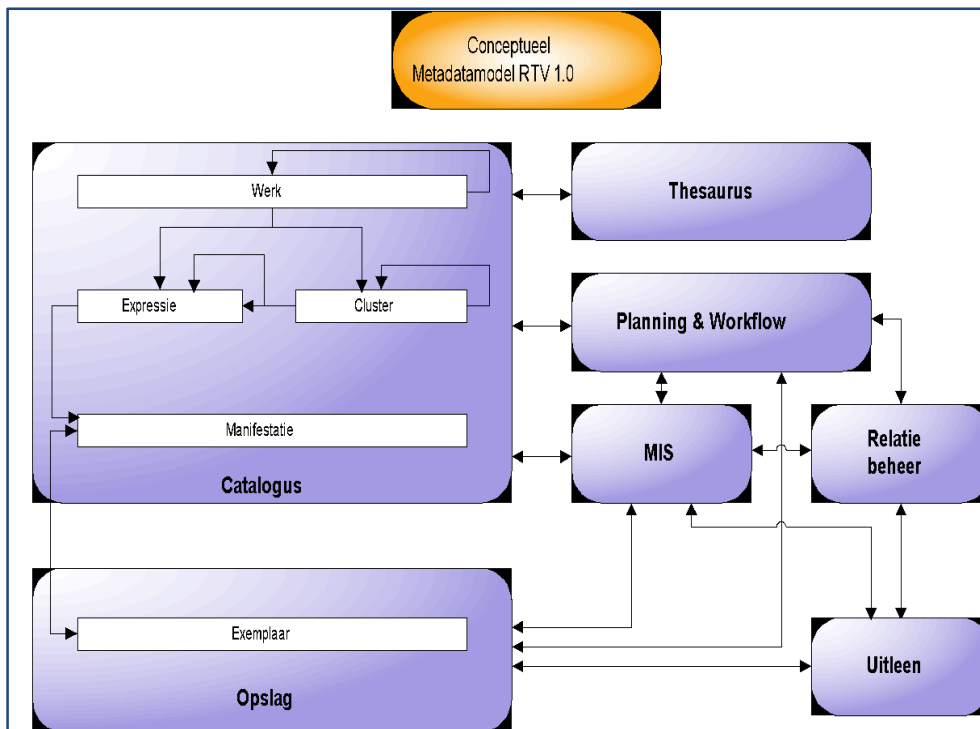 Conceptueel
Metadatamodel RTV 1.0
Werk
Thesaurus
Expressie
Cluster
Planning & Workflow
Manifestatie
Catalogus
MIS
Relatie
beheer
Exemplaar
Opslag
Uitleen